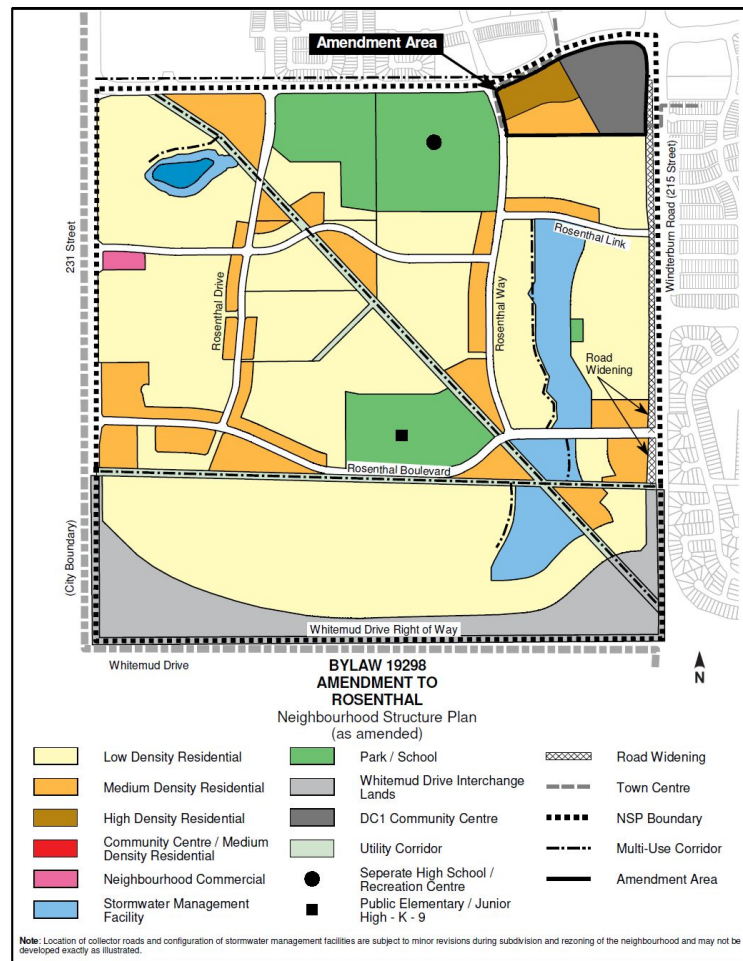 Amendment Area
Rosenthal Link
Winterburn Road (215 Street)
231 Street
Rosenthal Drive
Rosenthal Way
Road
Widening
Rosenthal Boulevard
(City Boundary)
Whitemud Drive Right of Way
Whitemud Drive
N
BYLAW 19298
AMENDMENT TO
ROSENTHAL
Neighbourhood Structure Plan
(as amended)
Low Density Residential
Medium Density Residential
High Density Residential
Community Centre / Medium
Density Residential
Neighbourhood Commercial
Stormwater Management
Facility
Park / School
Whitemud Drive Interchange
Lands
DC1 Community Centre
Utility Corridor
Seperate High School /
Recreation Centre
Public Elementary / Junior
High - K - 9
Road Widening
Town Centre
NSP Boundary
Multi-Use Corridor
Amendment Area
Note: Location of collector roads and configuration of stormwater management facilities are subject to minor revisions during subdivision and rezoning of the neighbourhood and may not be
developed exactly as illustrated.